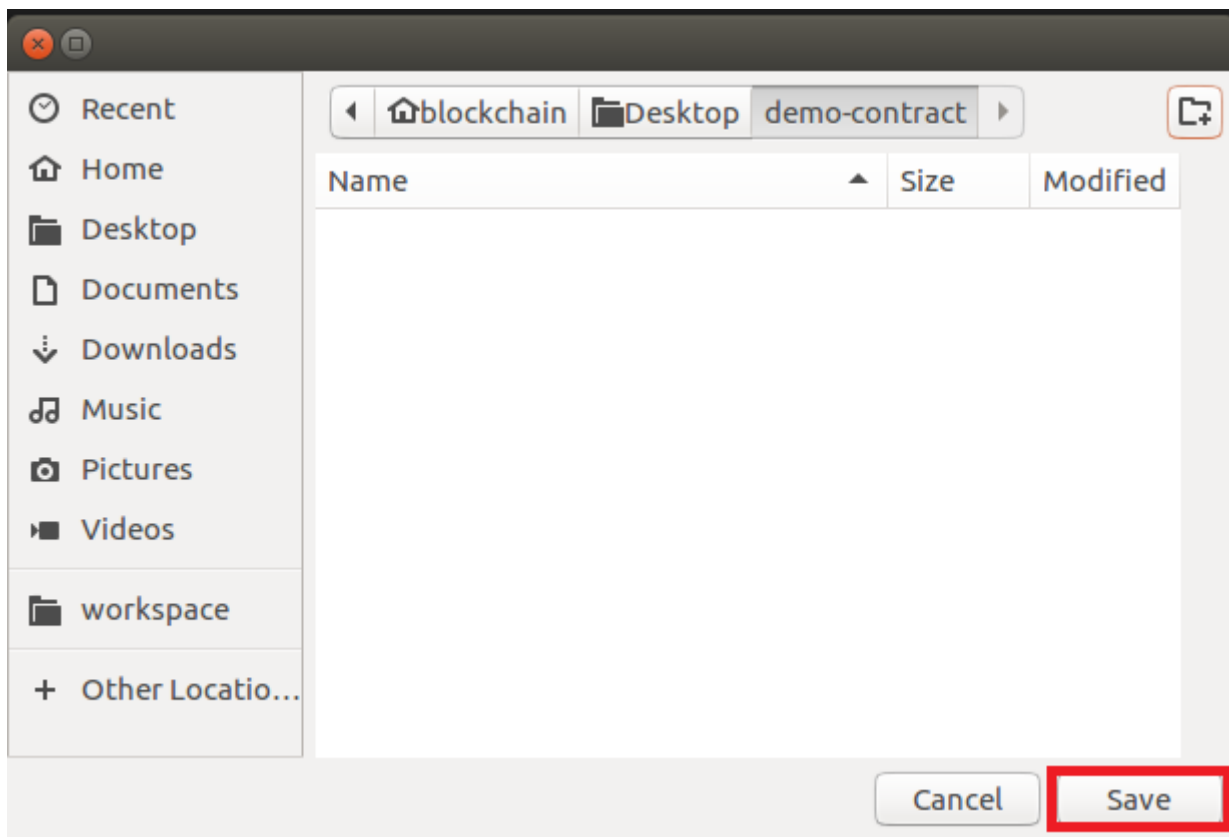 Recent
Home
Desktop
Documents
Downloads
Music
Pictures
Videos
workspace
Other Locatio...
blockchain Desktop demo-contract
Name Size Modified
Cancel Save